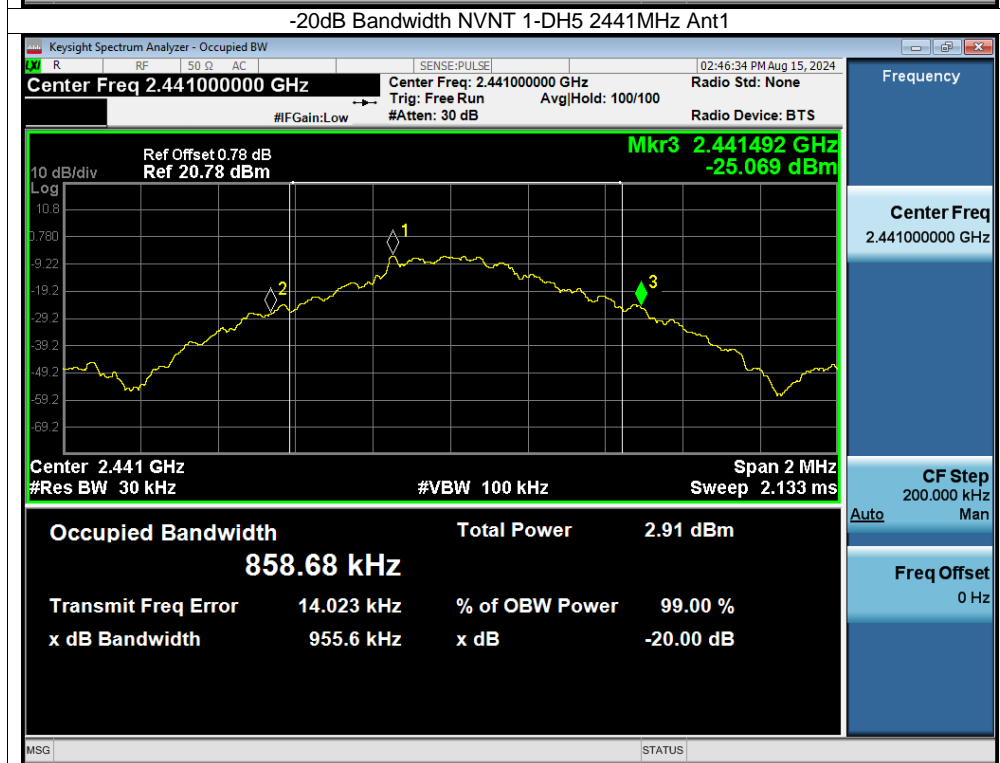 -20dB Bandwidth NVNT 1-DH5 2441MHz Ant1
Keysight Spectrum Analyzer - Occupied BW
LXI R RF 50 Ω AC SENSE:PULSE 02:46:34 PM Aug 15, 2024
Center Freq 2.441000000 GHz Center Freq: 2.441000000 GHz Radio Std: None
Trig: Free Run Avg|Hold: 100/100
#IFGain:Low #Atten: 30 dB Radio Device: BTS
Mkr3 2.441492 GHz
-25.069 dBm
Ref Offset 0.78 dB
10 dB/div Ref 20.78 dBm
Log
10.8
0.780
-9.22
-19.2
-29.2
-39.2
-49.2
-59.2
-69.2
1
2
3
Center 2.441 GHz Span 2 MHz
#Res BW 30 kHz #VBW 100 kHz Sweep 2.133 ms
Occupied Bandwidth Total Power 2.91 dBm
858.68 kHz
Transmit Freq Error 14.023 kHz % of OBW Power 99.00 %
x dB Bandwidth 955.6 kHz x dB -20.00 dB
Frequency
Center Freq
2.441000000 GHz
CF Step
200.000 kHz
Auto Man
Freq Offset
0 Hz
MSG STATUS